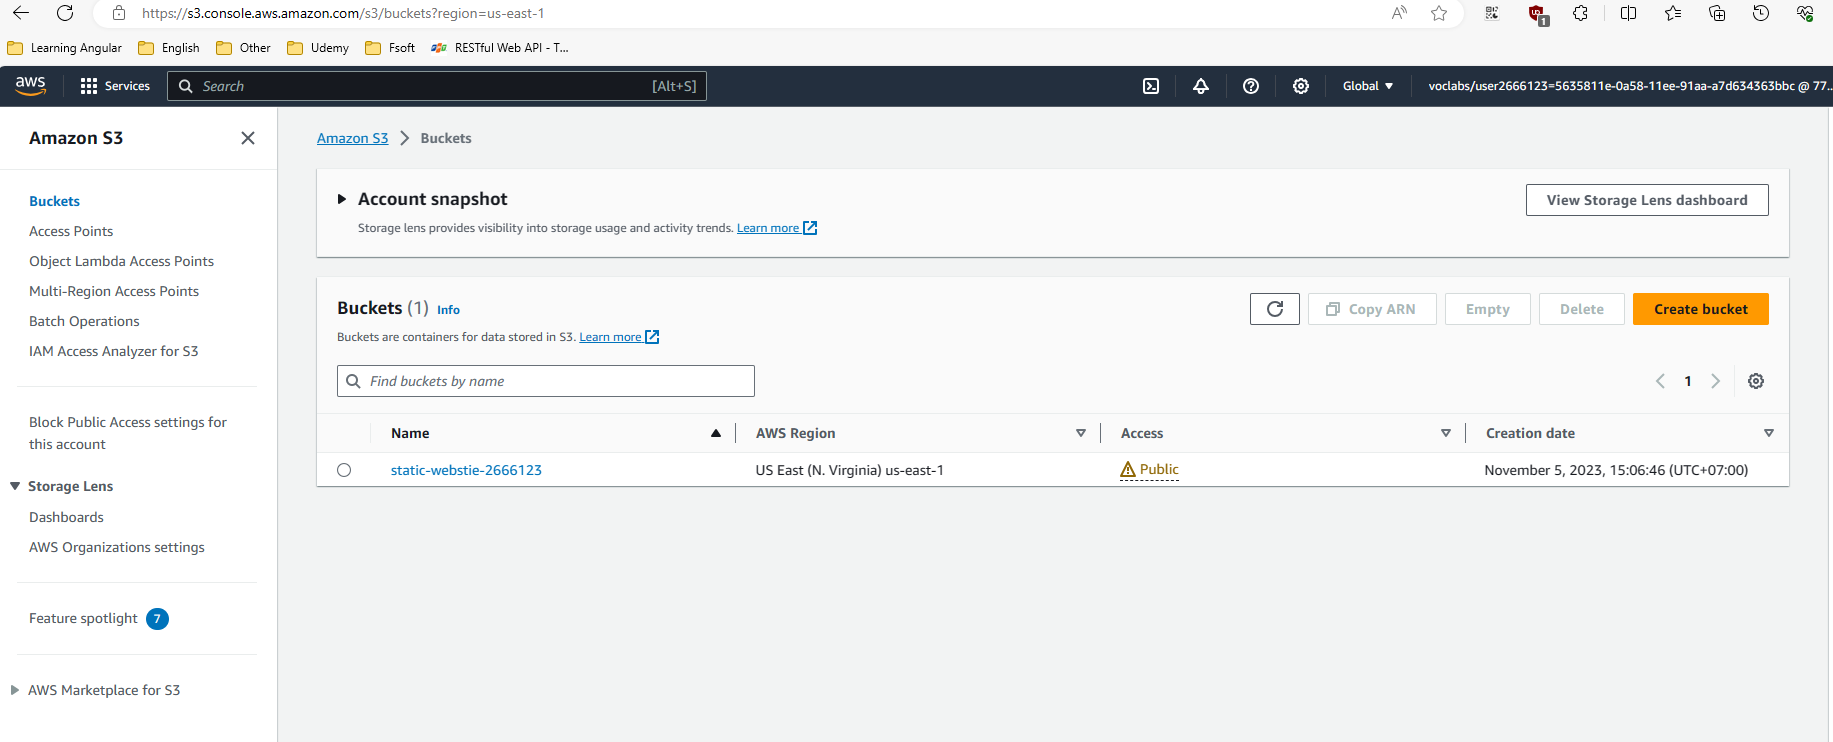 https://s3.console.aws.amazon.com/s3/buckets?region=us-east-1
A
1
Learning Angular English Other Udemy Fsoft RESTful Web API - T...
aws Services Search [Alt+S] Global voclabs/user2666123=5635811e-0a58-11ee-91aa-a7d634363bbc @ 77...
Amazon S3
Buckets
Access Points
Object Lambda Access Points
Multi-Region Access Points
Batch Operations
IAM Access Analyzer for S3
Block Public Access settings for
this account
Storage Lens
Dashboards
AWS Organizations settings
Feature spotlight 7
AWS Marketplace for S3
Amazon S3 Buckets
Account snapshot
View Storage Lens dashboard
Storage lens provides visibility into storage usage and activity trends. Learn more
Buckets (1) Info
Copy ARN Empty Delete Create bucket
Buckets are containers for data stored in S3. Learn more
Find buckets by name
1
Name AWS Region Access Creation date
static-webstie-2666123 US East (N. Virginia) us-east-1 Public November 5, 2023, 15:06:46 (UTC+07:00)